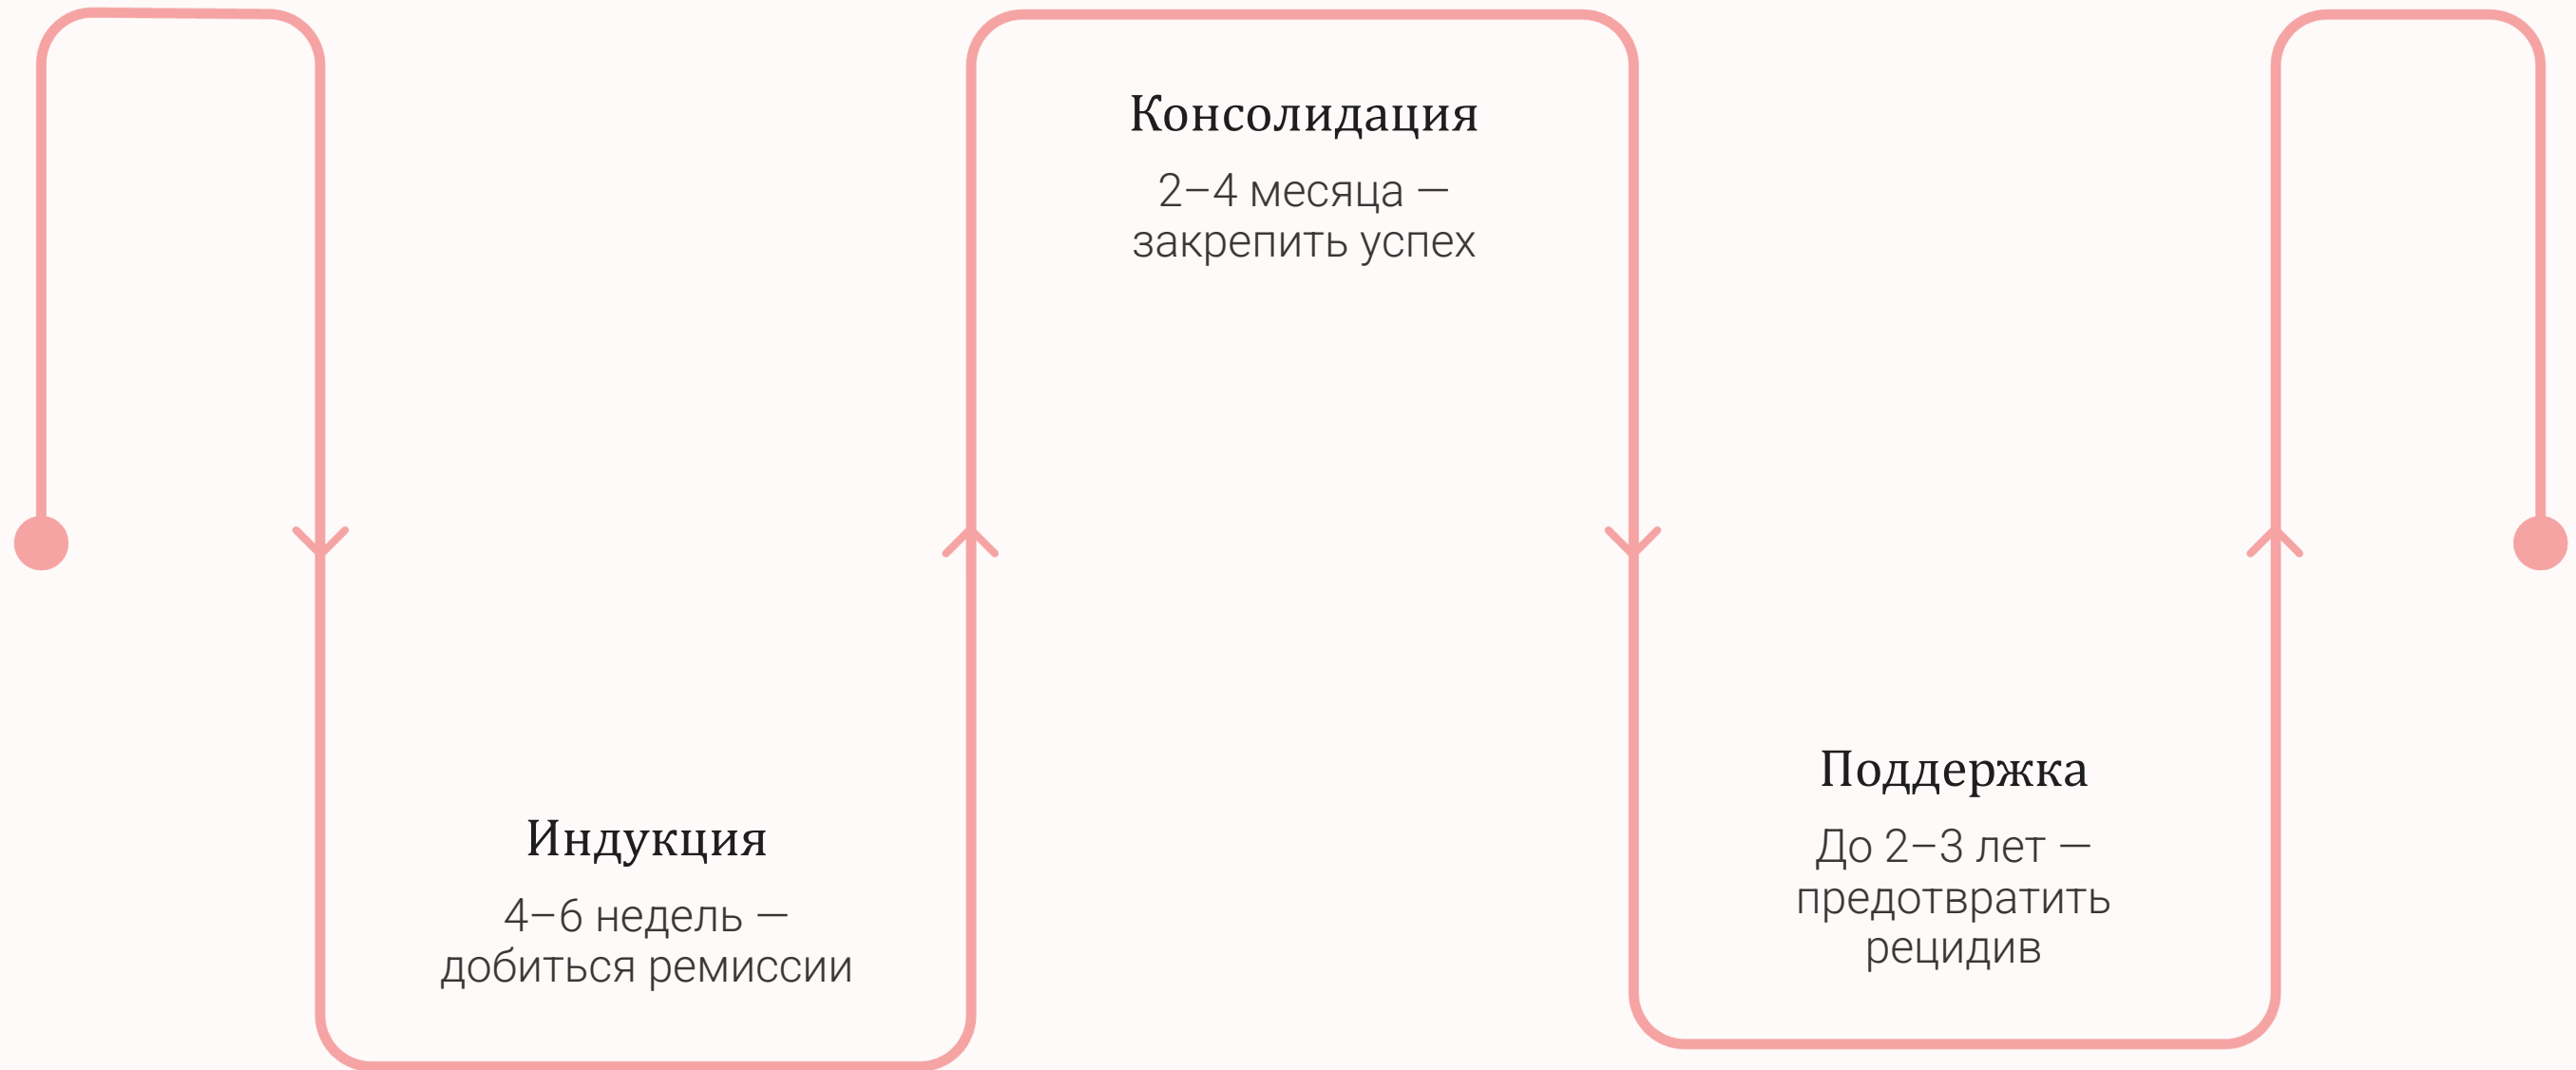 Индукция
4–6 недель —
добиться ремиссии
Консолидация
2–4 месяца —
закрепить успех
Поддержка
До 2–3 лет —
предотвратить
рецидив